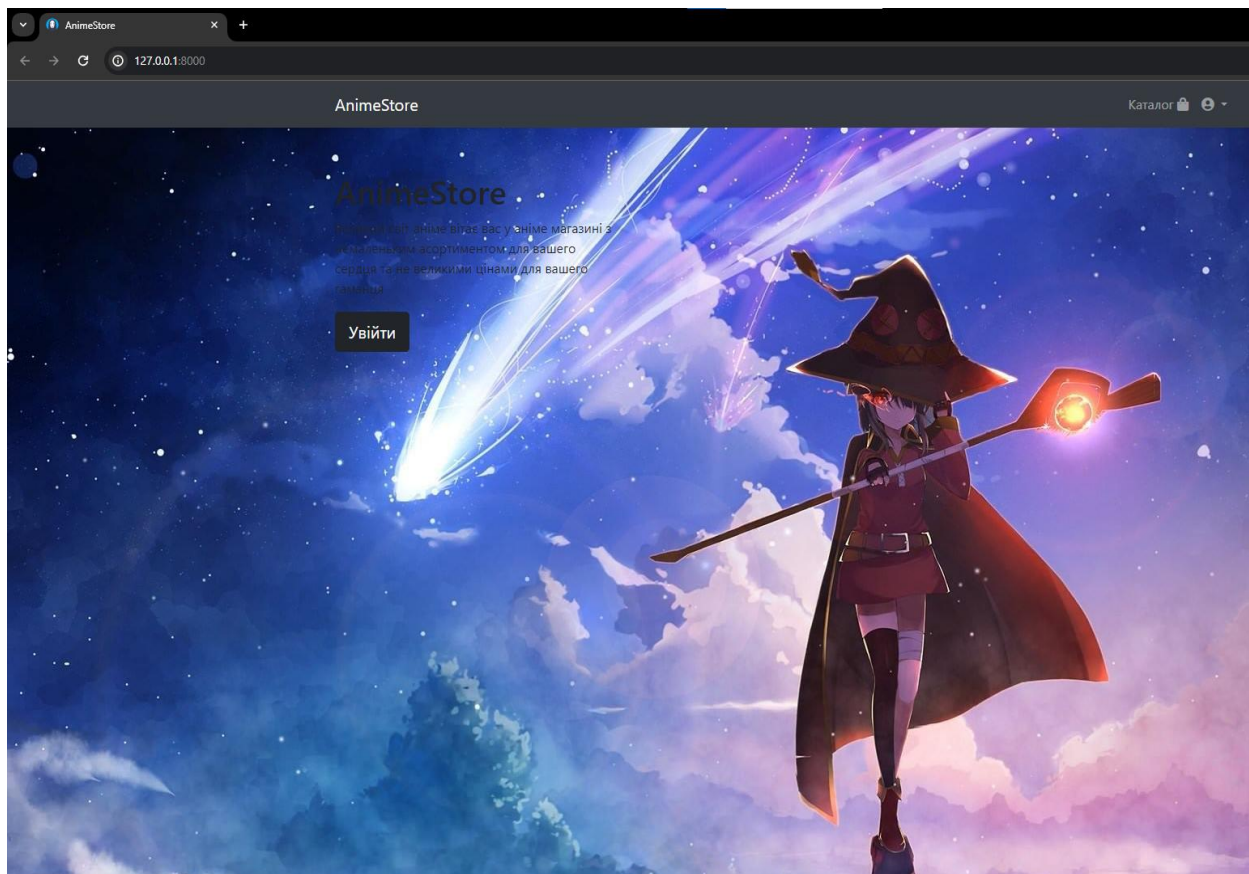 AnimeStore
127.0.0.1:8000
AnimeStore
Каталог
AnimeStore
аніме вітає вас у аніме магазині з
асортиментом для вашего
сердця та не великими цінами для вашего
Увійти